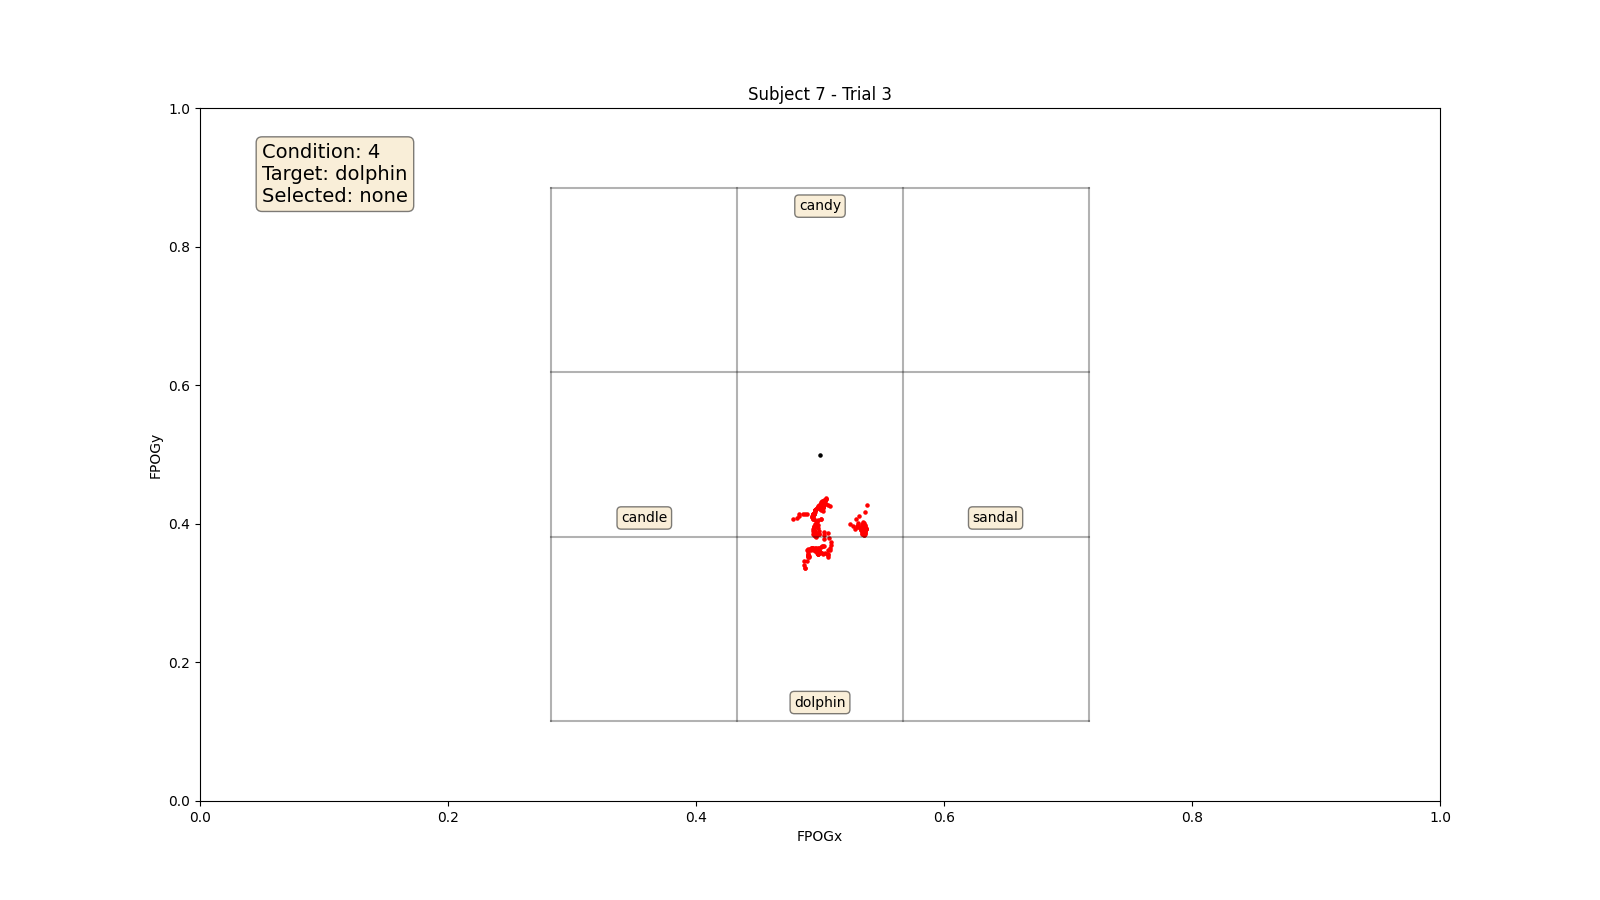 Subject 7 - Trial 3
Condition: 4
Target: dolphin
Selected: none
candy
candle
sandal
dolphin
1.0
0.8
0.6
0.4
0.2
0.0
FPOGy
0.0 0.2 0.4 0.6 0.8 1.0
FPOGx